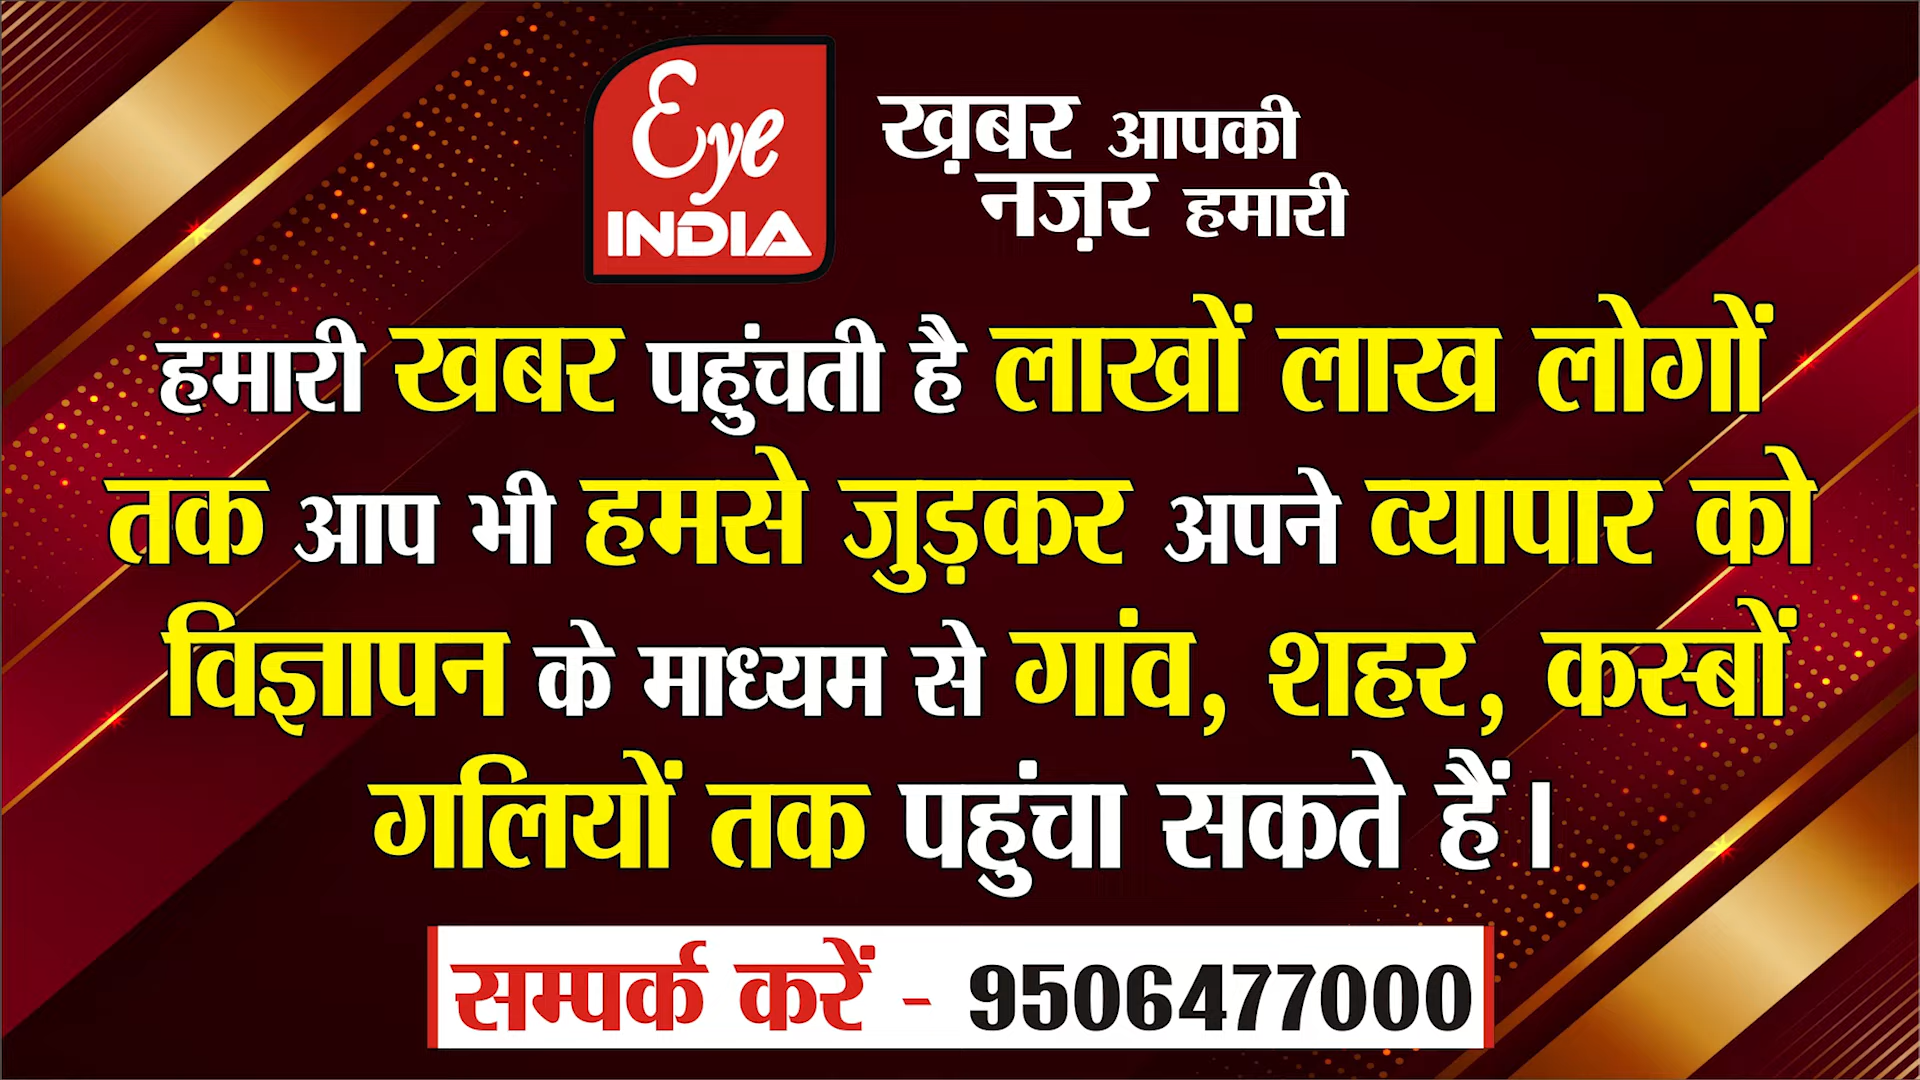 Eye
INDIA
ख़बर आपकी
नज़र हमारी
हमारी खबर पहुंचती है लाखों लाख लोगों
तक आप भी हमसे जुड़कर अपने व्यापार को
विज्ञापन के माध्यम से गांव, शहर, कस्बों
गलियों तक पहुंचा सकते हैं।
सम्पर्क करें - 9506477000